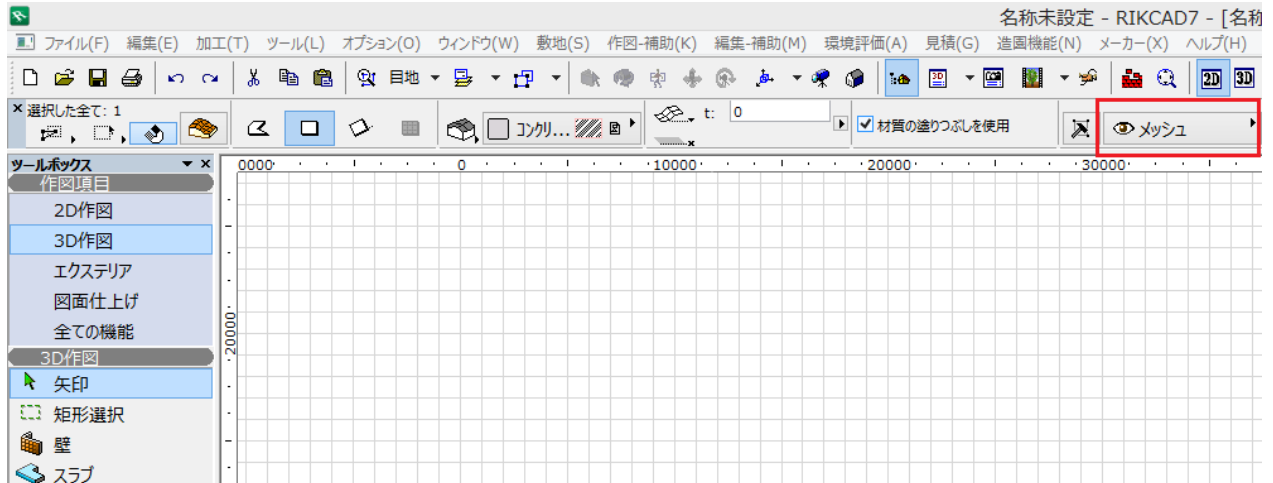 名称未設定 - RIKCAD7 - [名称
ファイル(F) 編集(E) 加工(T) ツール(L) オプション(O) ウィンドウ(W) 敷地(S) 作図-補助(K) 編集-補助(M) 環境評価(A) 見積(G) 造園機能(N) メーカー(X) ヘルプ(H)
目地 2D 3D
選択した全て: 1
コンクリ... t: 0 材質の塗りつぶしを使用 メッシュ
ツールボックス
0000 0 10000 20000 30000
作図項目
2D作図
3D作図
エクステリア
図面仕上げ
全ての機能
20000
3D作図
矢印
矩形選択
壁
スラブ